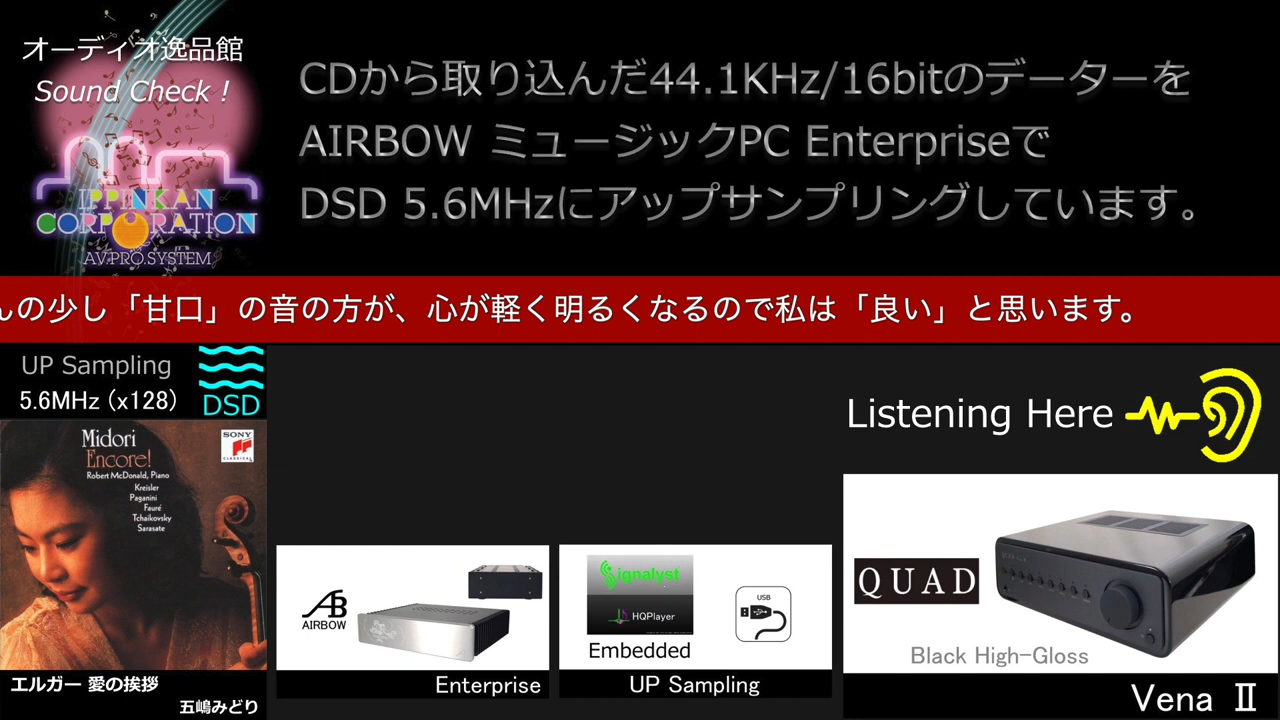 オーディオ逸品館
Sound Check !
IPPINKAN
CORPORATION
AV.PRO.SYSTEM
CDから取り込んだ44.1KHz/16bitのデーターを
AIRBOW ミュージックPC Enterpriseで
DSD 5.6MHzにアップサンプリングしています。
んの少し「甘口」の音の方が、心が軽く明るくなるので私は「良い」と思います。
UP Sampling
5.6MHz (x128)
DSD
Midori
Encore!
Robert McDonald, Piano
Kreisler
Paganini
Fauré
Tchaikovsky
Sarasate
SONY
CLASSICAL
エルガー 愛の挨拶
五嶋みどり
AIRBOW
Enterprise
Signalyst
HQPlayer
Embedded
USB
UP Sampling
Listening Here
QUAD
Black High-Gloss
Vena Ⅱ